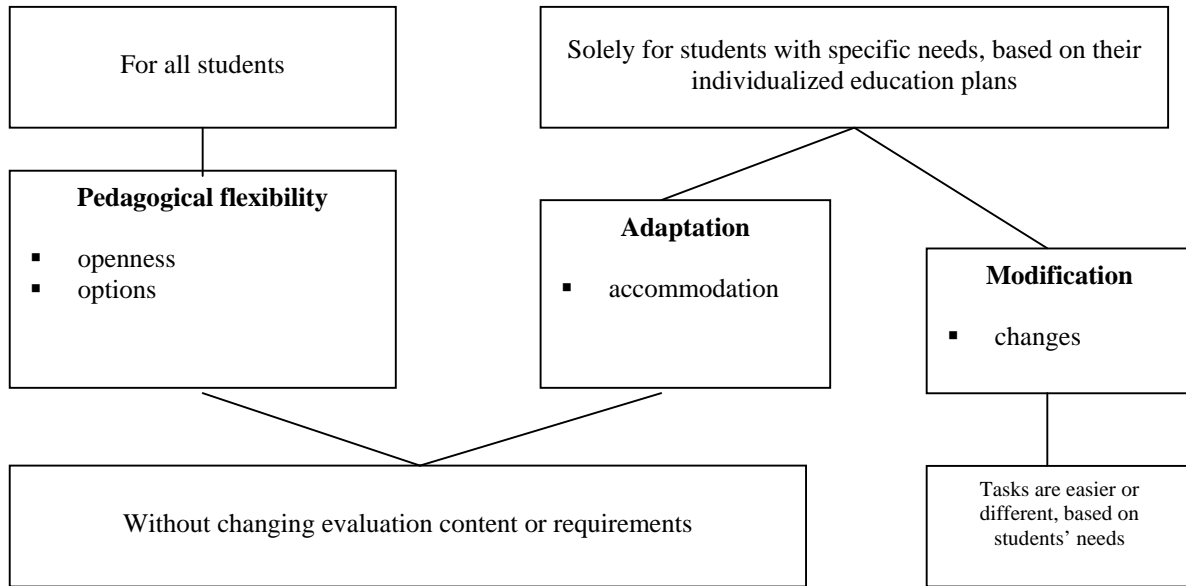 For all students
Solely for students with specific needs, based on their
individualized education plans
Pedagogical flexibility
▪ openness
▪ options
Adaptation
▪ accommodation
Modification
▪ changes
Without changing evaluation content or requirements
Tasks are easier or
different, based on
students’ needs